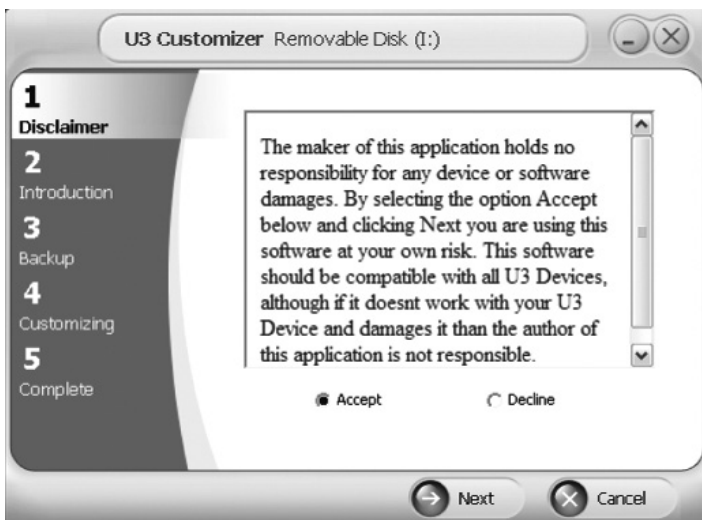 U3 Customizer Removable Disk (I:)
1
Disclaimer
2
Introduction
3
Backup
4
Customizing
5
Complete
The maker of this application holds no
responsibility for any device or software
damages. By selecting the option Accept
below and clicking Next you are using this
software at your own risk. This software
should be compatible with all U3 Devices,
although if it doesnt work with your U3
Device and damages it than the author of
this application is not responsible.
Accept Decline
Next Cancel